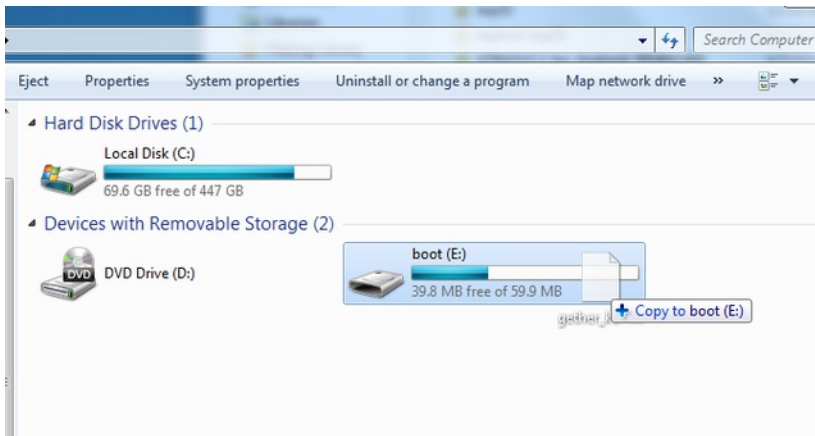 Search Computer
Eject Properties System properties Uninstall or change a program Map network drive »
Hard Disk Drives (1)
Local Disk (C:)
69.6 GB free of 447 GB
Devices with Removable Storage (2)
DVD
DVD Drive (D:)
boot (E:)
39.8 MB free of 59.9 MB
Copy to boot (E:)